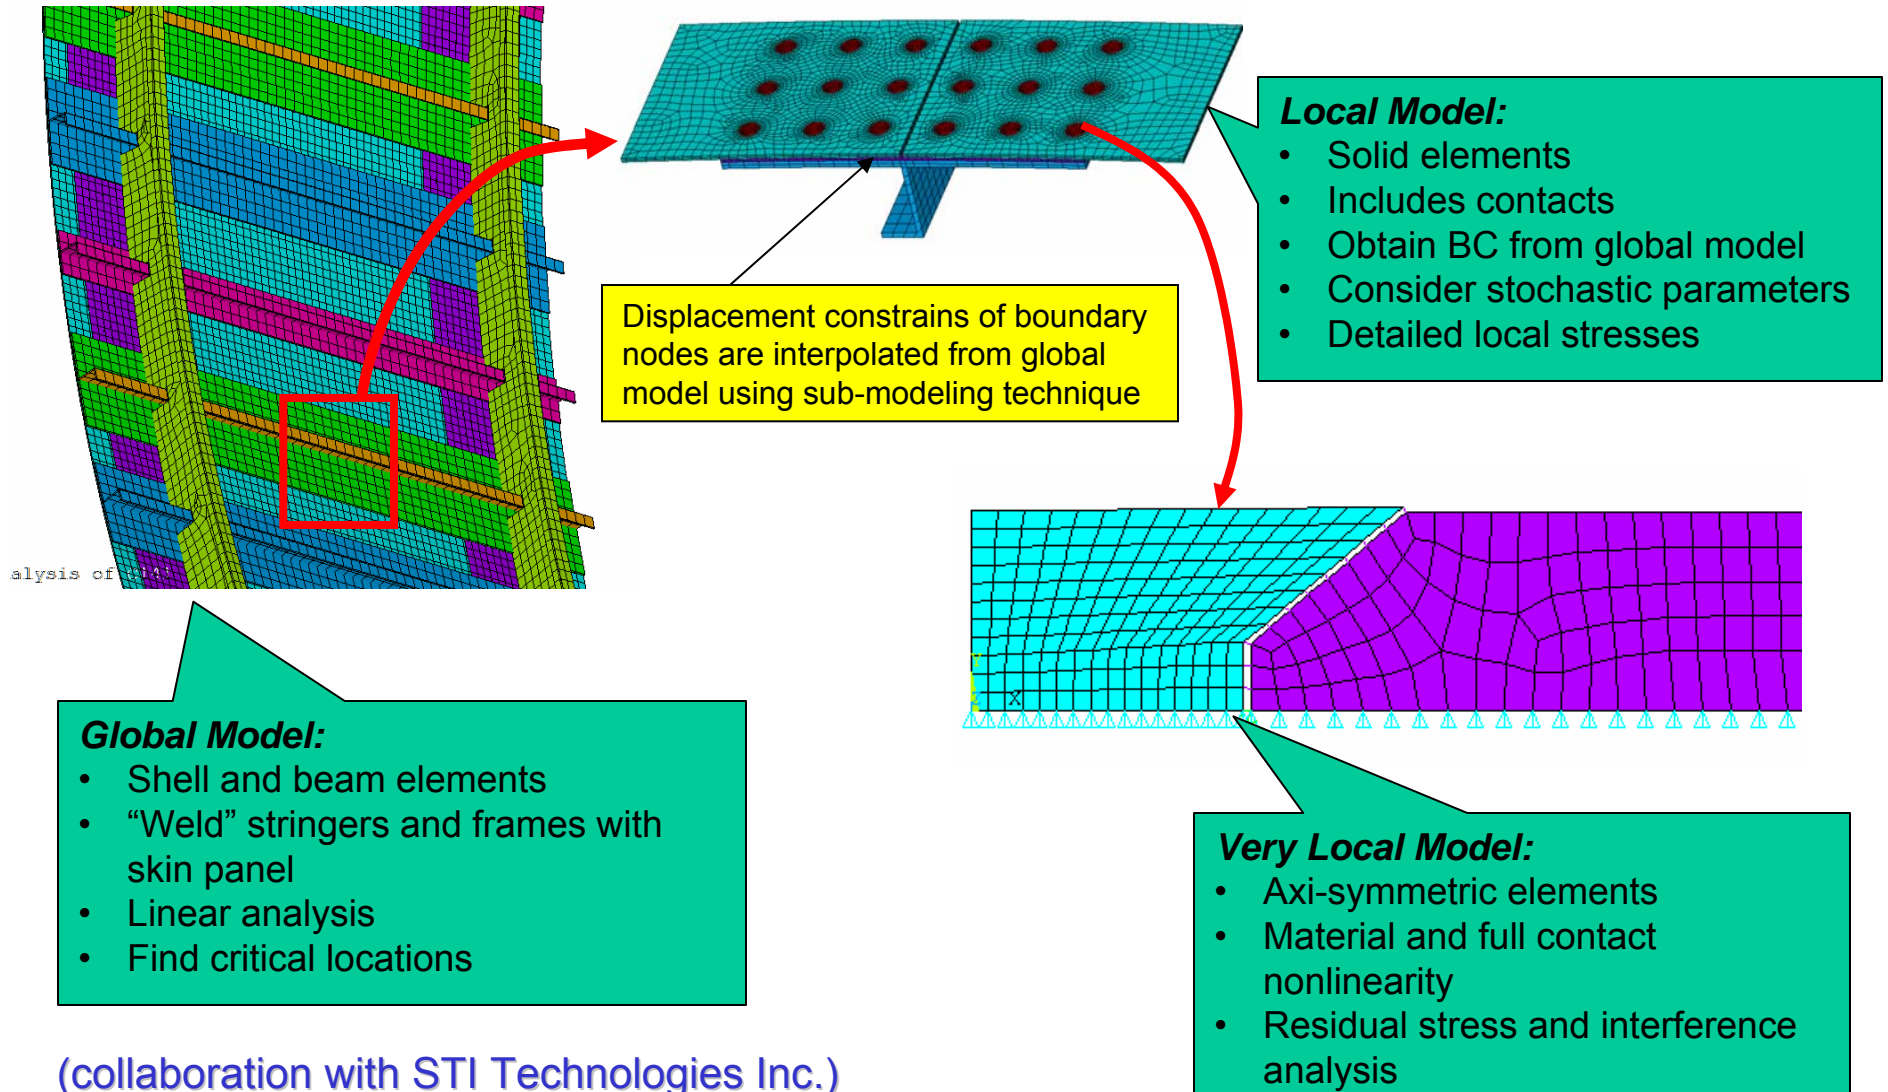 Local Model:
• Solid elements
• Includes contacts
• Obtain BC from global model
• Consider stochastic parameters
• Detailed local stresses
Displacement constrains of boundary
nodes are interpolated from global
model using sub-modeling technique
alysis of
X
Global Model:
• Shell and beam elements
• “Weld” stringers and frames with
skin panel
• Linear analysis
• Find critical locations
Very Local Model:
• Axi-symmetric elements
• Material and full contact
nonlinearity
• Residual stress and interference
analysis
(collaboration with STI Technologies Inc.)